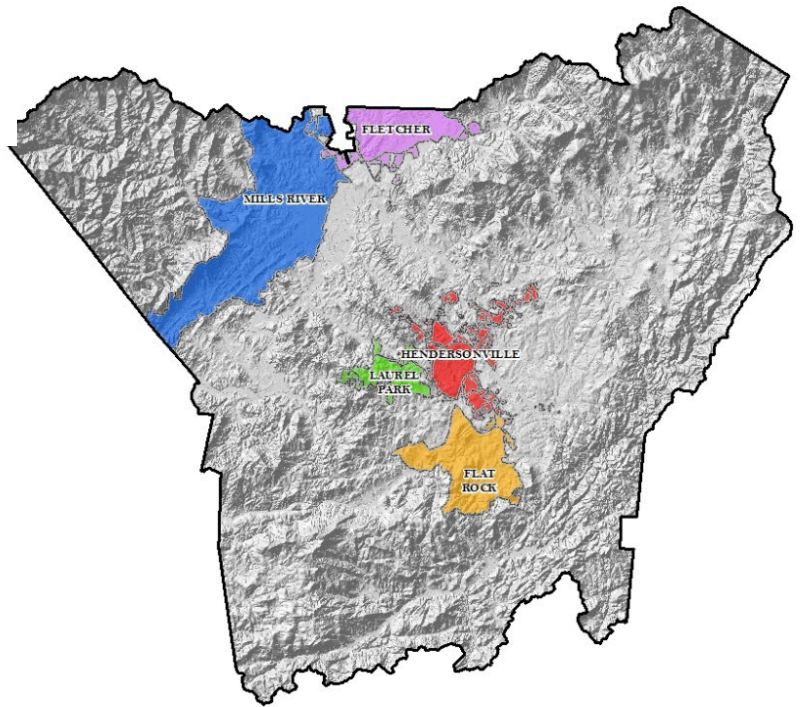 FLETCHER
MILLS RIVER
HENDERSONVILLE
LAUREL
PARK
FLAT
ROCK